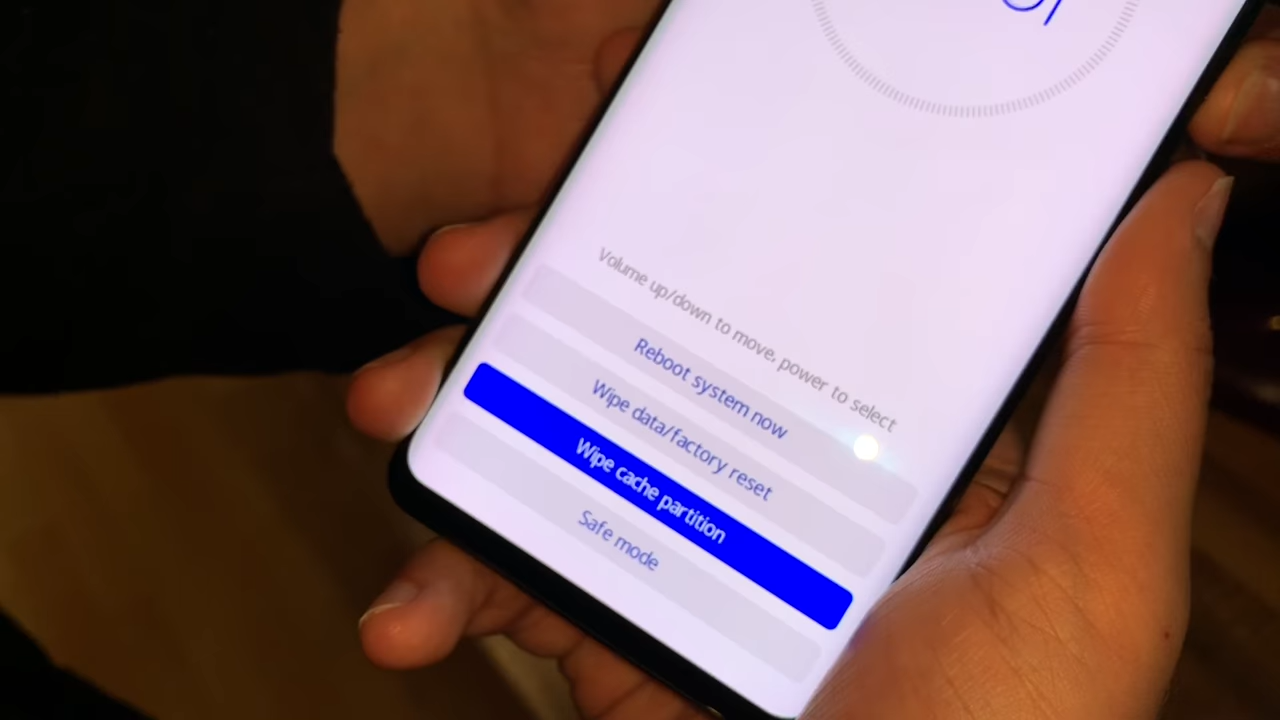 Volume up/down to move, power to select
Reboot system now
Wipe data/factory reset
Wipe cache partition
Safe mode